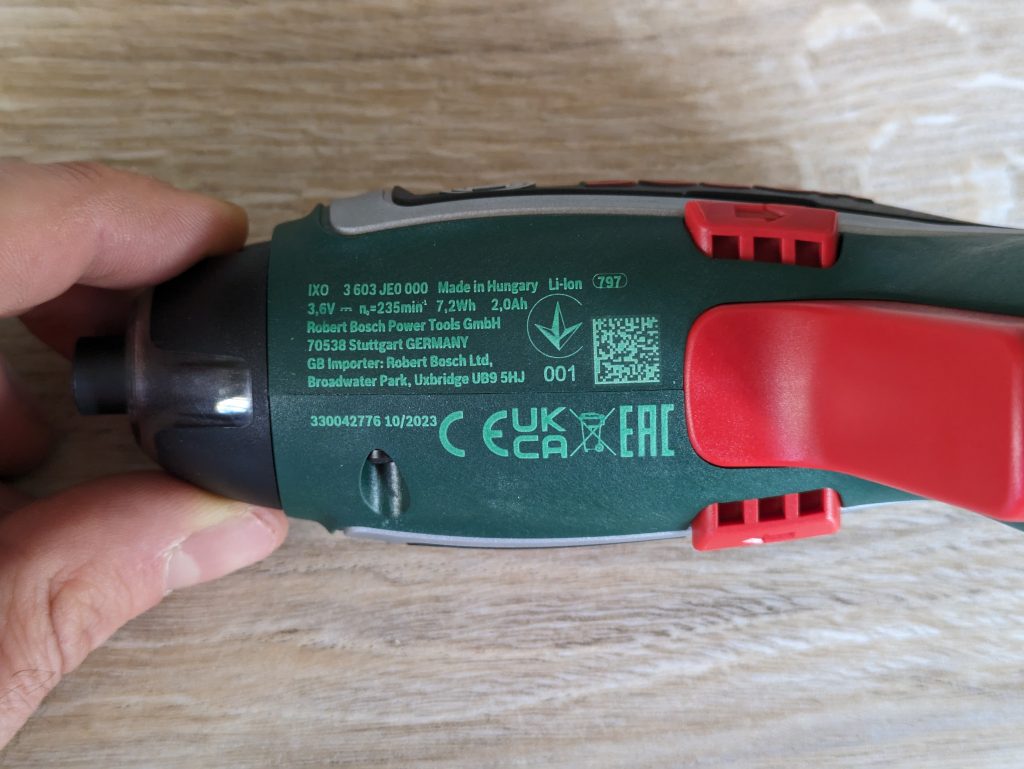 IXO 3 603 JE0 000 Made in Hungary Li-Ion 797
3,6V ⎓ n₀=235min⁻¹ 7,2Wh 2,0Ah
Robert Bosch Power Tools GmbH
70538 Stuttgart GERMANY
GB Importer: Robert Bosch Ltd,
Broadwater Park, Uxbridge UB9 5HJ 001
330042776 10/2023 CE UK CA EAC